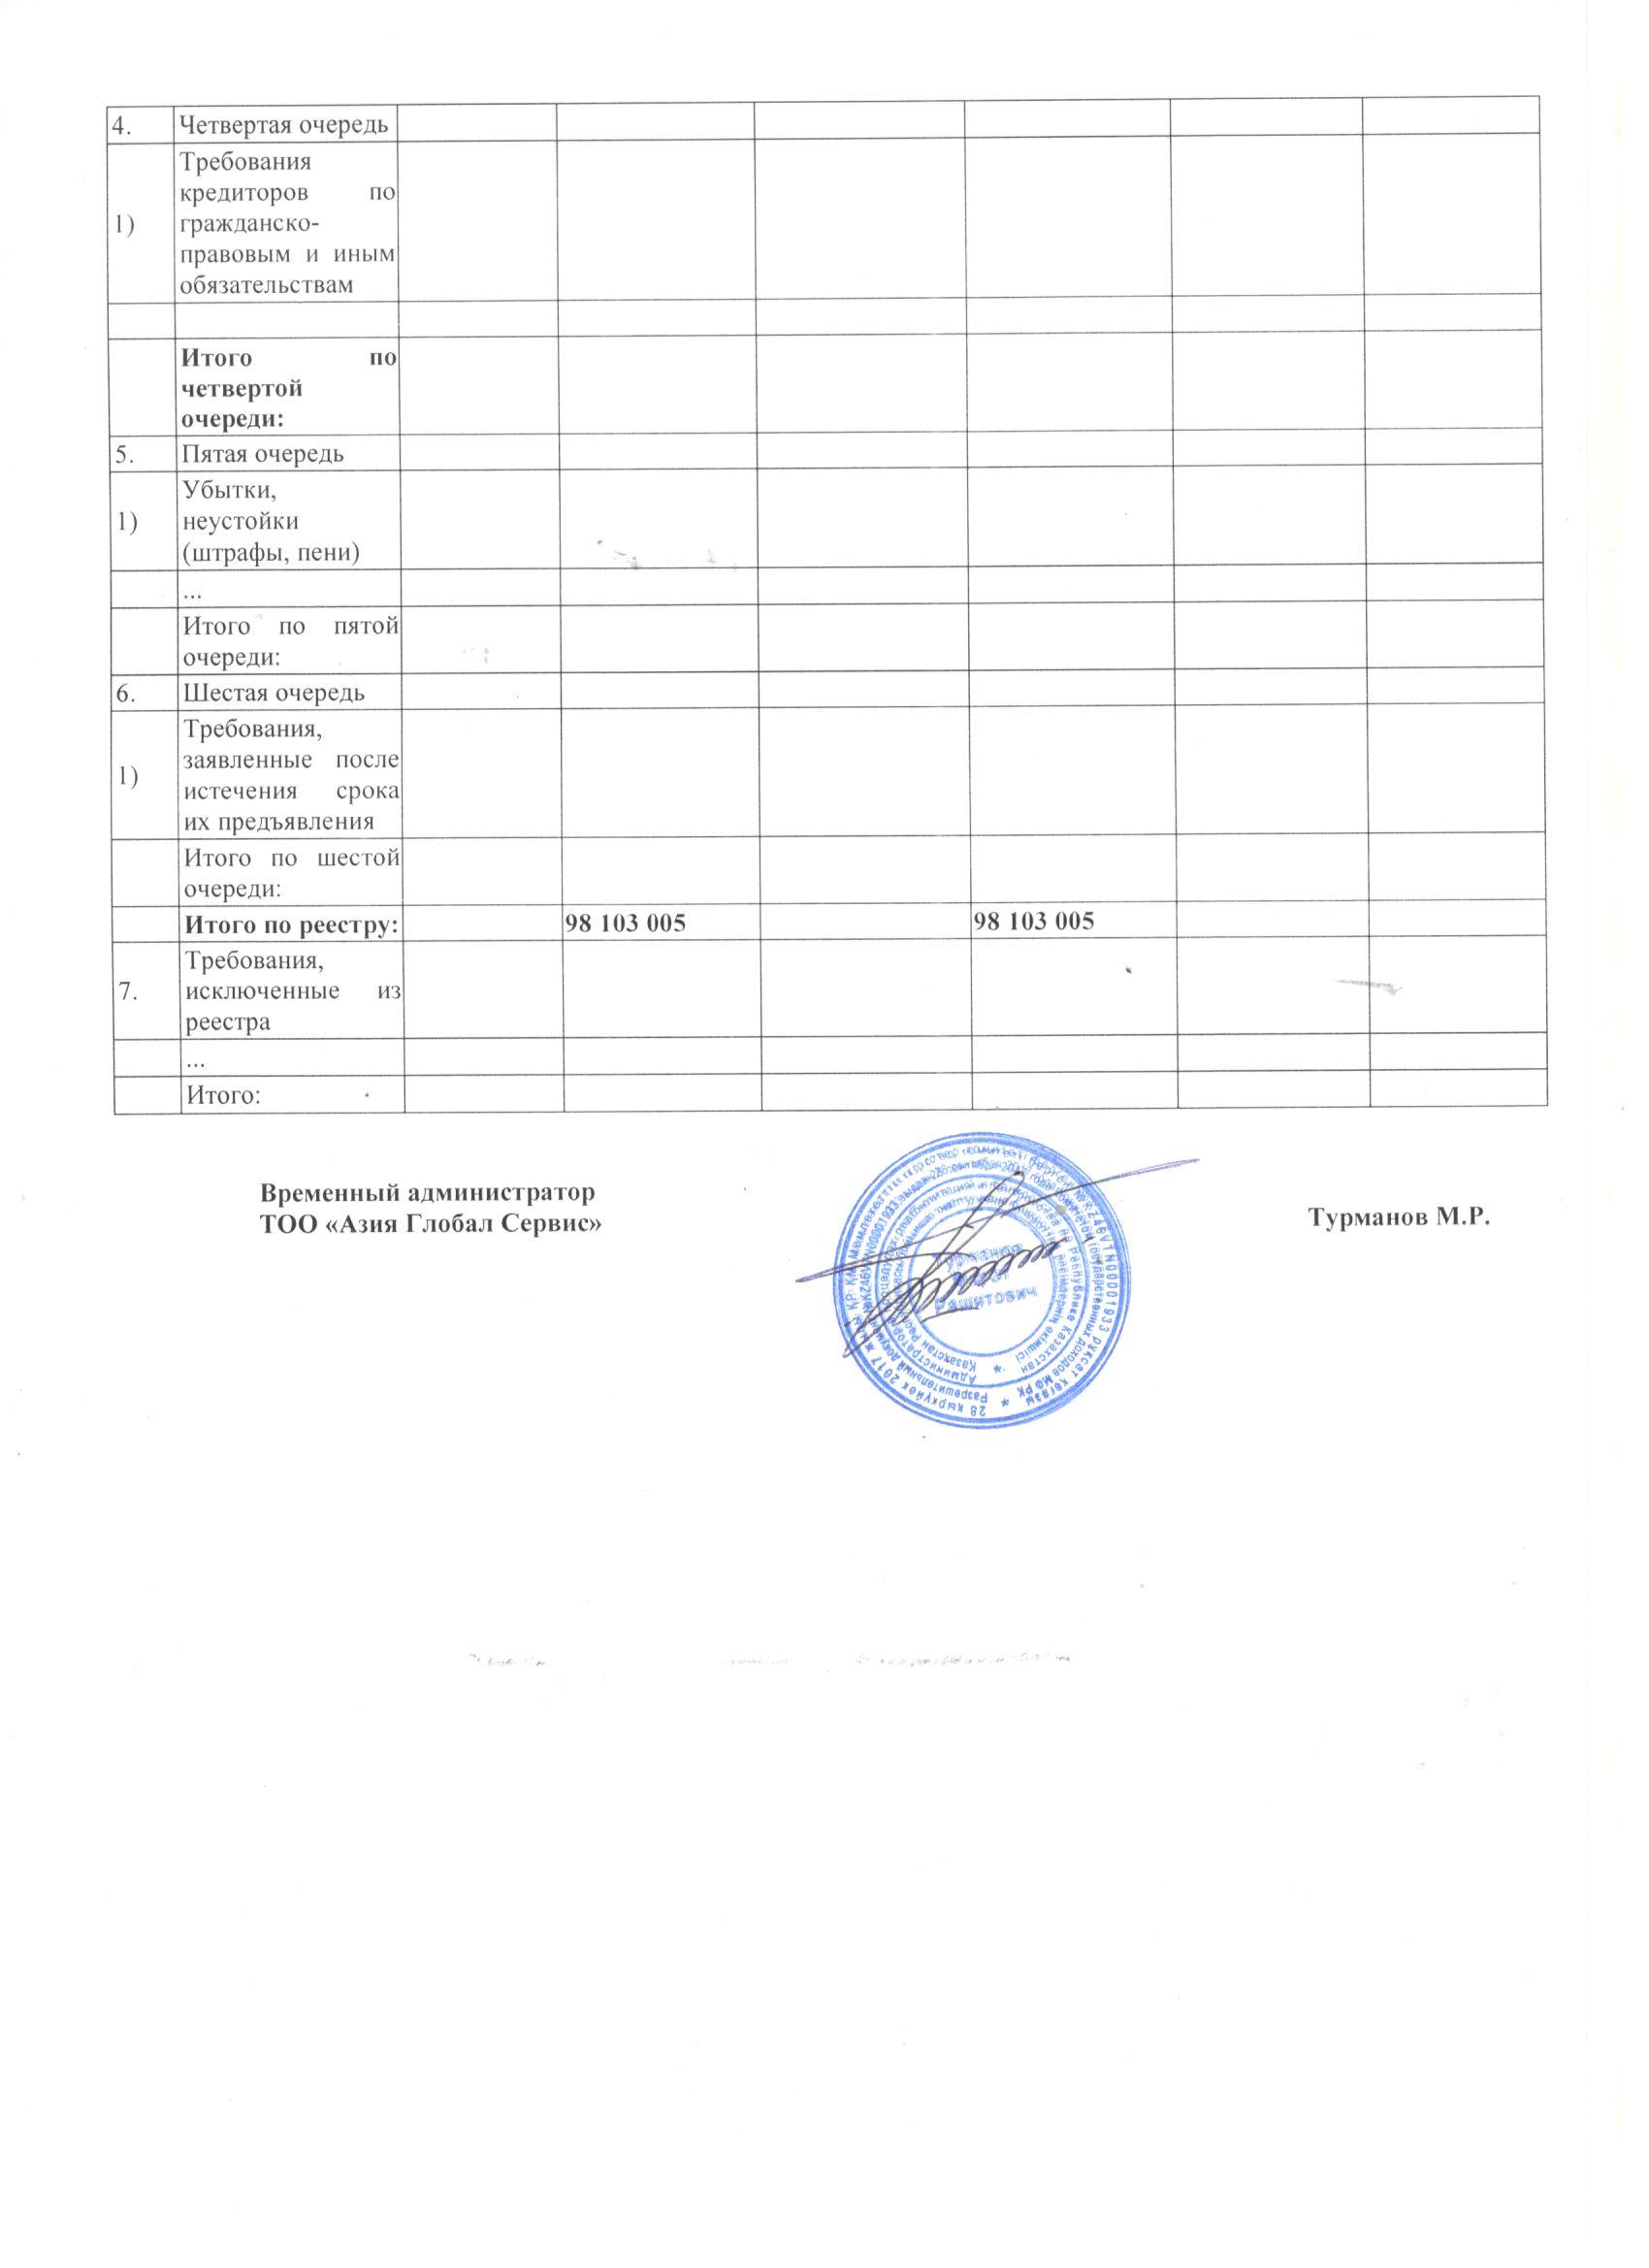 4. Четвертая очередь
Требования
кредиторов по
1) гражданско-
правовым и иным
обязательствам
Итого по
четвертой
очереди:
5. Пятая очередь
Убытки,
1) неустойки
(штрафы, пени)
...
Итого по пятой
очереди:
6. Шестая очередь
Требования,
заявленные после
1) истечения срока
их предъявления
Итого по шестой
очереди:
Итого по реестру: 98 103 005 98 103 005
Требования,
7. исключенные из
реестра
...
Итого:
Временный администратор
ТОО «Азия Глобал Сервис»
Турманов М.Р.
Рашитович